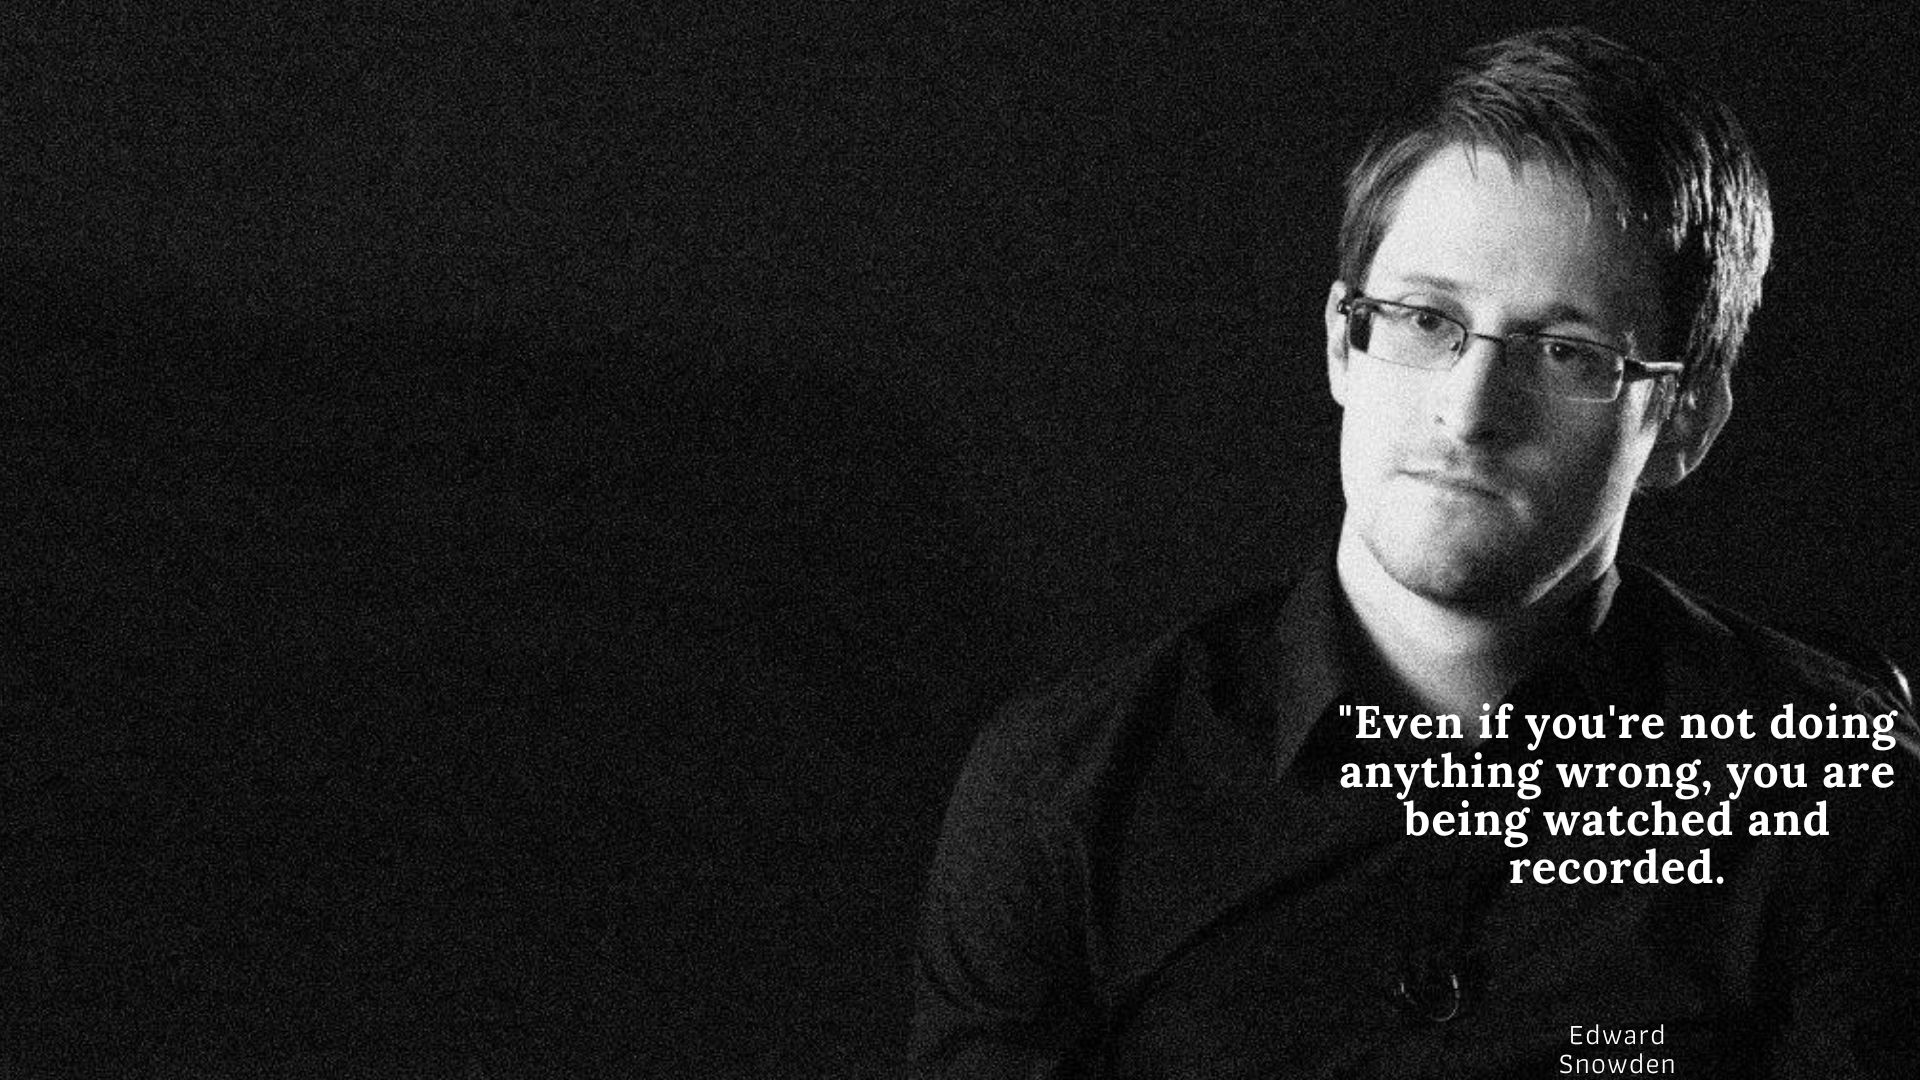 "Even if you're not doing
anything wrong, you are
being watched and
recorded.
Edward
Snowden